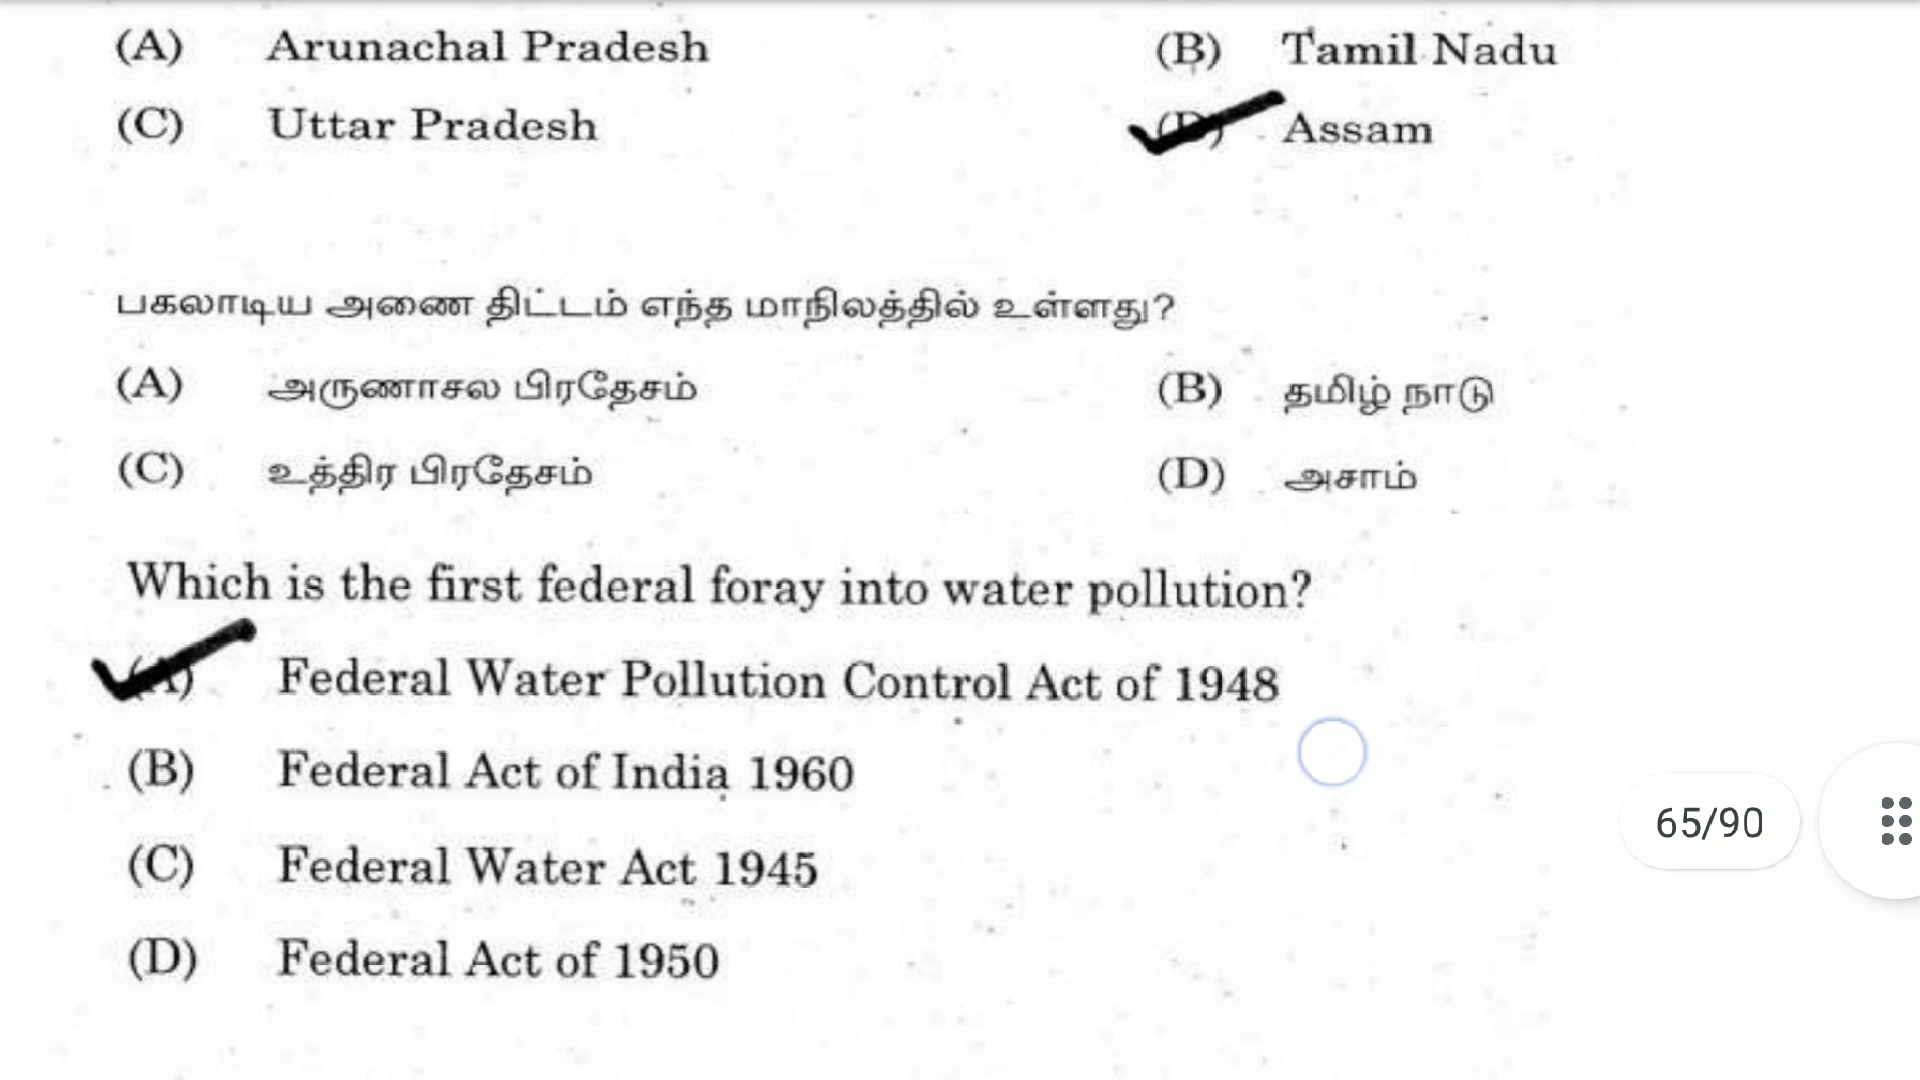 (A) Arunachal Pradesh (B) Tamil Nadu
(C) Uttar Pradesh (D) Assam
பகலாடிய அணை திட்டம் எந்த மாநிலத்தில் உள்ளது?
(A) அருணாசல பிரதேசம் (B) தமிழ் நாடு
(C) உத்திர பிரதேசம் (D) அசாம்
Which is the first federal foray into water pollution?
(A) Federal Water Pollution Control Act of 1948
(B) Federal Act of India 1960
65/90
(C) Federal Water Act 1945
(D) Federal Act of 1950